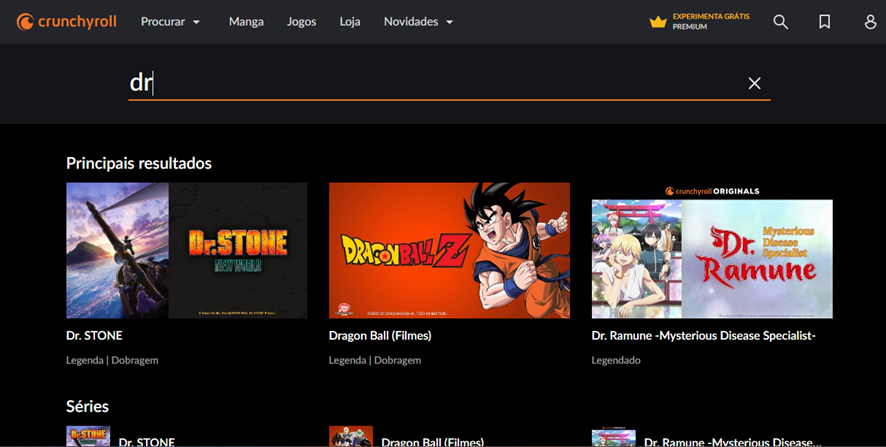 crunchyroll
Procurar
Manga
Jogos
Loja
Novidades
EXPERIMENTA GRÁTIS
PREMIUM
dr
Principais resultados
Dr.STONE
NEW WORLD
DRAGON BALL Z
crunchyroll ORIGINALS
Dr.
Ramune
Mysterious
Disease
Specialist
Dr. STONE
Legenda | Dobragem
Dragon Ball (Filmes)
Legenda | Dobragem
Dr. Ramune -Mysterious Disease Specialist-
Legendado
Séries
Dr. STONE
Dragon Ball (Filmes)
Dr. Ramune -Mysterious Disease...